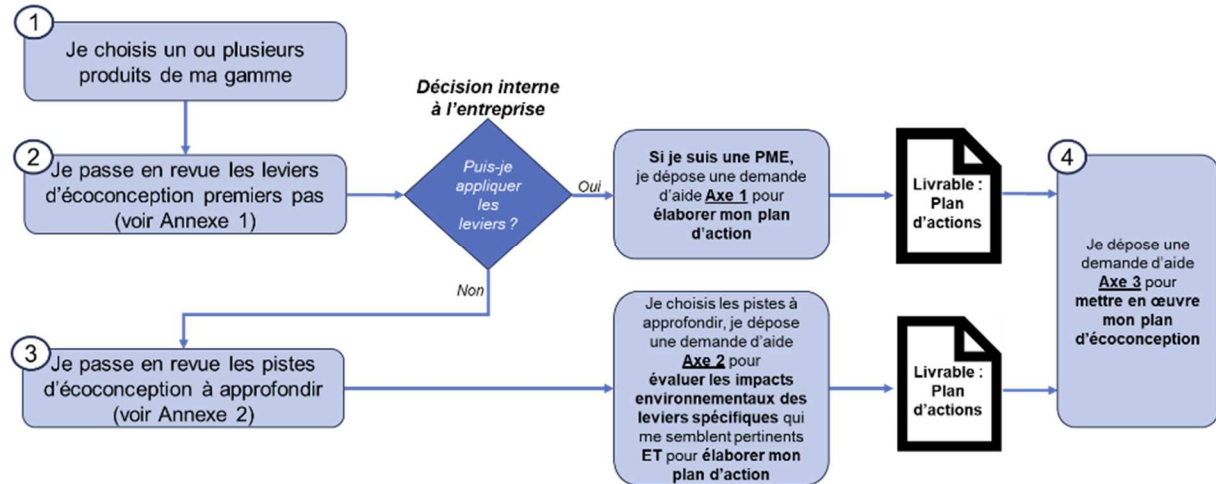 1
Je choisis un ou plusieurs
produits de ma gamme
2
Je passe en revue les leviers
d'écoconception premiers pas
(voir Annexe 1)
Décision interne
à l'entreprise
Puis-je
appliquer
les
leviers ?
Oui
Non
Si je suis une PME,
je dépose une demande
d'aide Axe 1 pour
élaborer mon plan
d'action
Livrable :
Plan
d'actions
3
Je passe en revue les pistes
d'écoconception à approfondir
(voir Annexe 2)
Je choisis les pistes à
approfondir, je dépose
une demande d'aide
Axe 2 pour
évaluer les impacts
environnementaux des
leviers spécifiques qui
me semblent pertinents
ET pour élaborer mon
plan d'action
Livrable :
Plan
d'actions
4
Je dépose une
demande d'aide
Axe 3 pour
mettre en œuvre
mon plan
d'écoconception